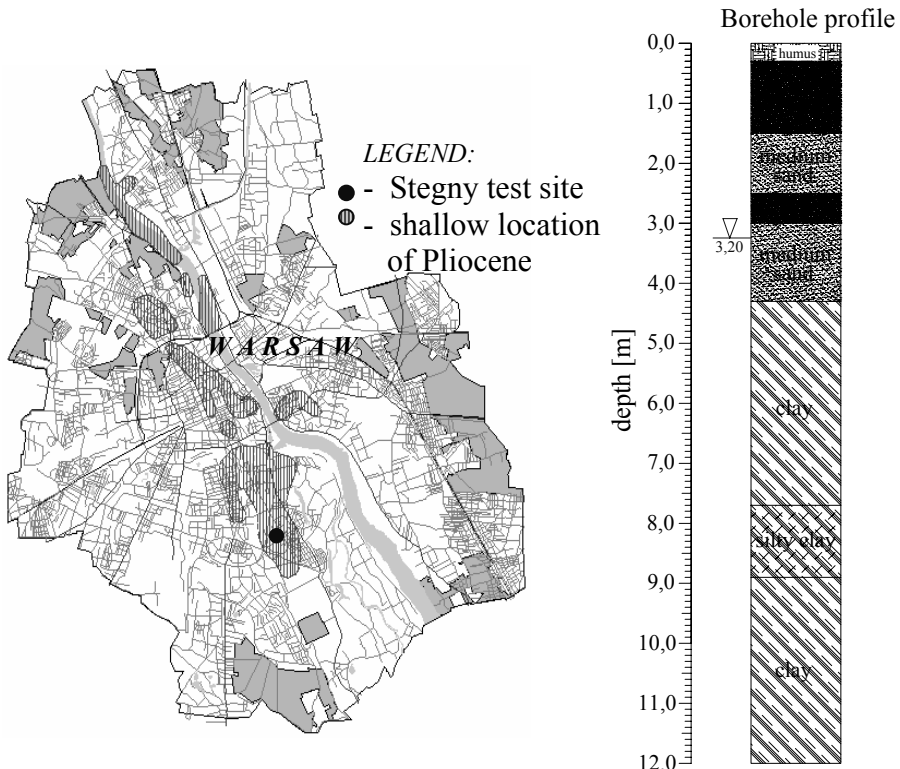 LEGEND:
- Stegny test site
- shallow location
of Pliocene
WARSAW
Borehole profile
depth [m]
0,0
1,0
2,0
3,0
4,0
5,0
6,0
7,0
8,0
9,0
10,0
11,0
12,0
3,20
humus
medium
sand
medium
sand
clay
silty clay
clay